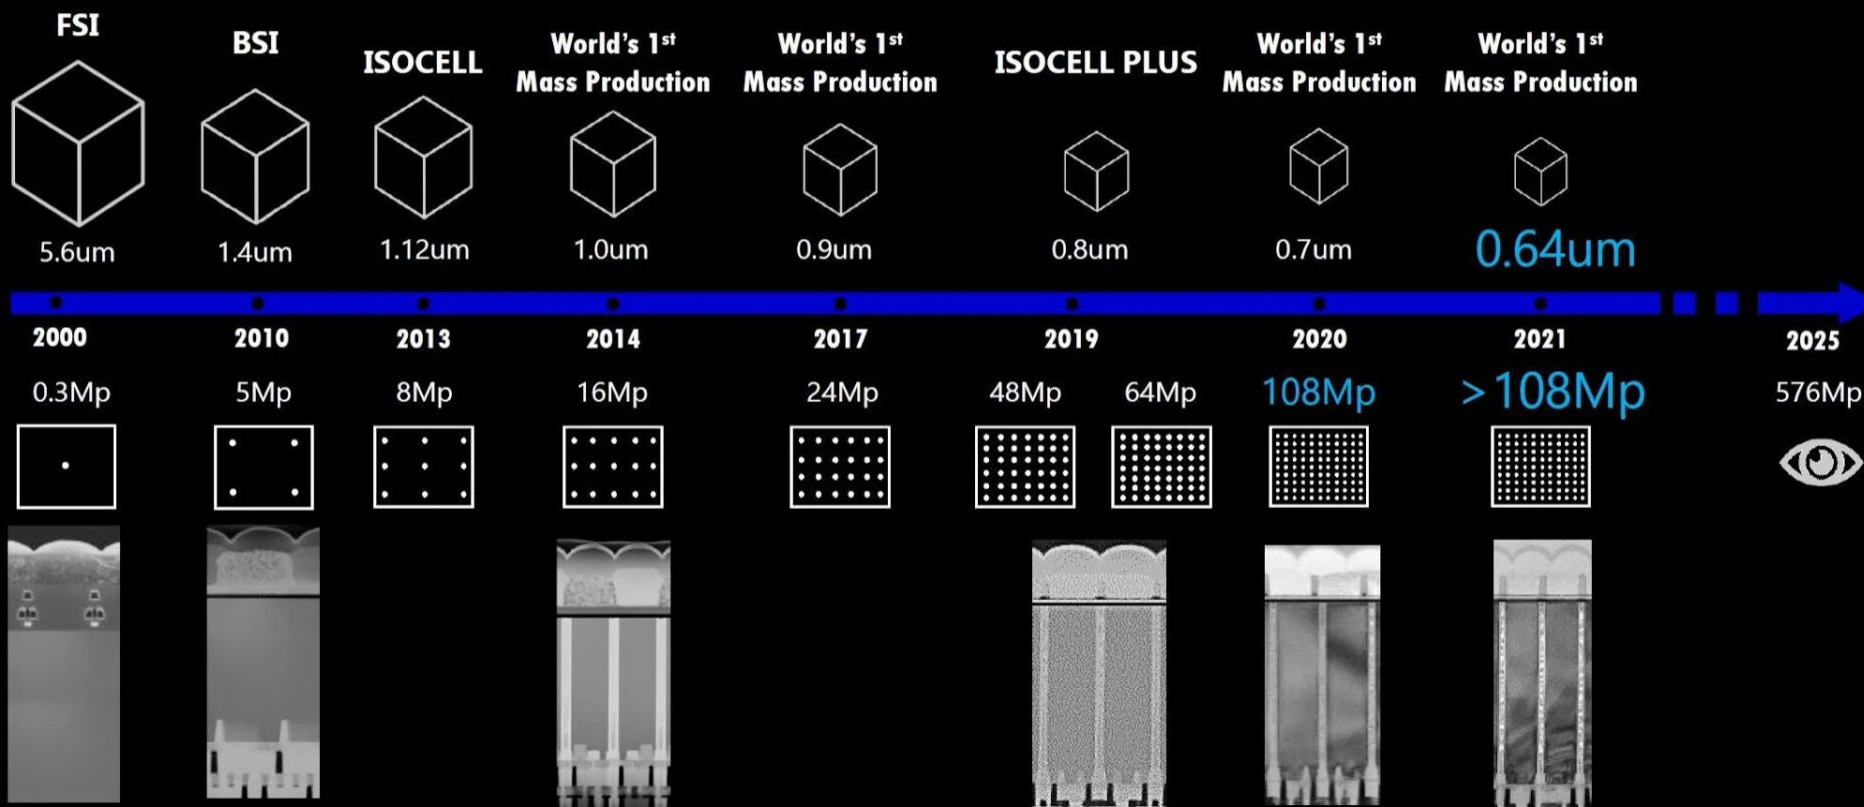 FSI
BSI
ISOCELL
World's 1st
Mass Production
World's 1st
Mass Production
ISOCELL PLUS
World's 1st
Mass Production
World's 1st
Mass Production
5.6um
1.4um
1.12um
1.0um
0.9um
0.8um
0.7um
0.64um
2000
2010
2013
2014
2017
2019
2020
2021
2025
0.3Mp
5Mp
8Mp
16Mp
24Mp
48Mp
64Mp
108Mp
>108Mp
576Mp